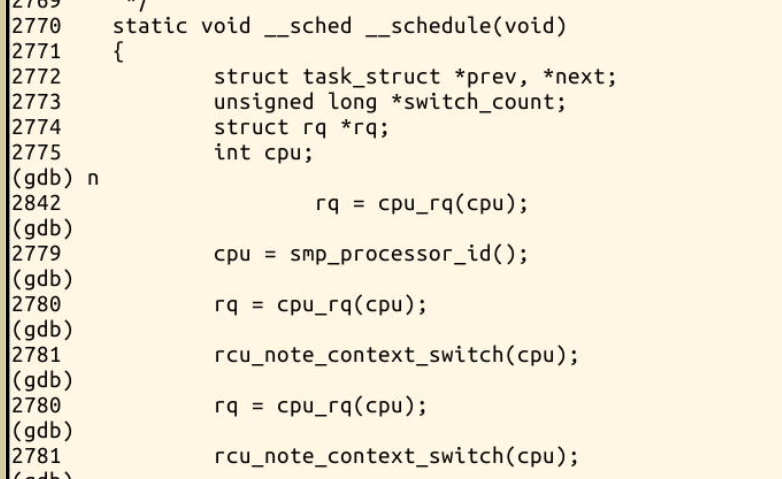 2769     */
2770    static void __sched __schedule(void)
2771    {
2772            struct task_struct *prev, *next;
2773            unsigned long *switch_count;
2774            struct rq *rq;
2775            int cpu;
(gdb) n
2842                    rq = cpu_rq(cpu);
(gdb)
2779            cpu = smp_processor_id();
(gdb)
2780            rq = cpu_rq(cpu);
(gdb)
2781            rcu_note_context_switch(cpu);
(gdb)
2780            rq = cpu_rq(cpu);
(gdb)
2781            rcu_note_context_switch(cpu);
(gdb)